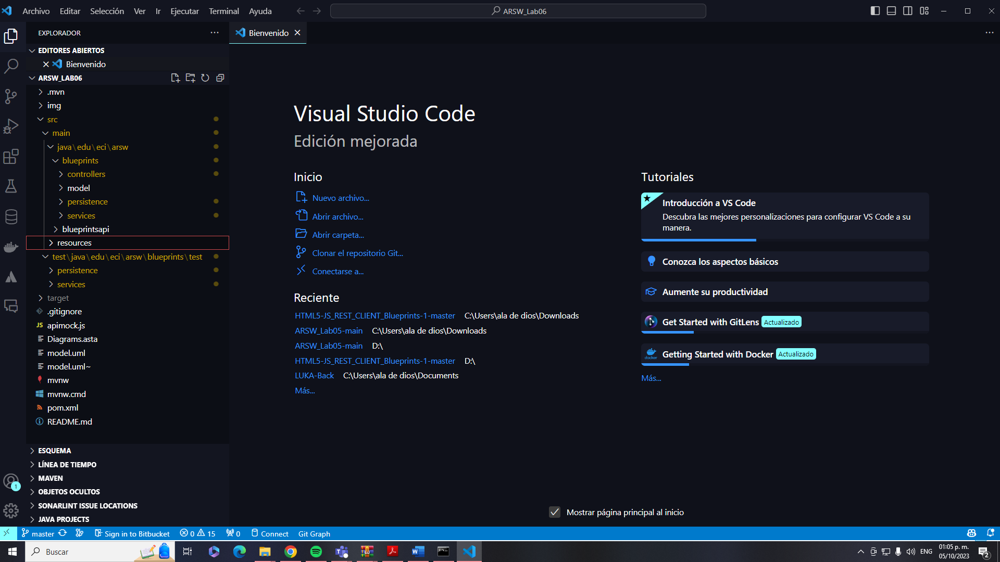 Archivo Editar Selección Ver Ir Ejecutar Terminal Ayuda ARSW_Lab06
EXPLORADOR
Bienvenido
EDITORES ABIERTOS
Bienvenido
ARSW_LAB06
.mvn
img
src
main
java\edu\eci\arsw
blueprints
controllers
model
persistence
services
blueprintsapi
resources
test\java\edu\eci\arsw\blueprints\test
persistence
services
target
.gitignore
JS apimock.js
Diagrams.asta
model.uml
model.uml~
mvnw
mvnw.cmd
pom.xml
README.md
ESQUEMA
LÍNEA DE TIEMPO
MAVEN
OBJETOS OCULTOS
SONARLINT ISSUE LOCATIONS
JAVA PROJECTS
1
Visual Studio Code
Edición mejorada
Inicio
Nuevo archivo...
Abrir archivo...
Abrir carpeta...
Clonar el repositorio Git...
Conectarse a...
Reciente
HTML5-JS_REST_CLIENT_Blueprints-1-master C:\Users\ala de dios\Downloads
ARSW_Lab05-main C:\Users\ala de dios\Downloads
ARSW_Lab05-main D:\
HTML5-JS_REST_CLIENT_Blueprints-1-master D:\
LUKA-Back C:\Users\ala de dios\Documents
Más...
Tutoriales
Introducción a VS Code
Descubra las mejores personalizaciones para configurar VS Code a su
manera.
Conozca los aspectos básicos
Aumente su productividad
Get Started with GitLens Actualizado
docker Getting Started with Docker Actualizado
Más...
Mostrar página principal al inicio
master Sign in to Bitbucket 0 15 0 Connect Git Graph
Buscar
ENG
01:05 p. m.
05/10/2023
2